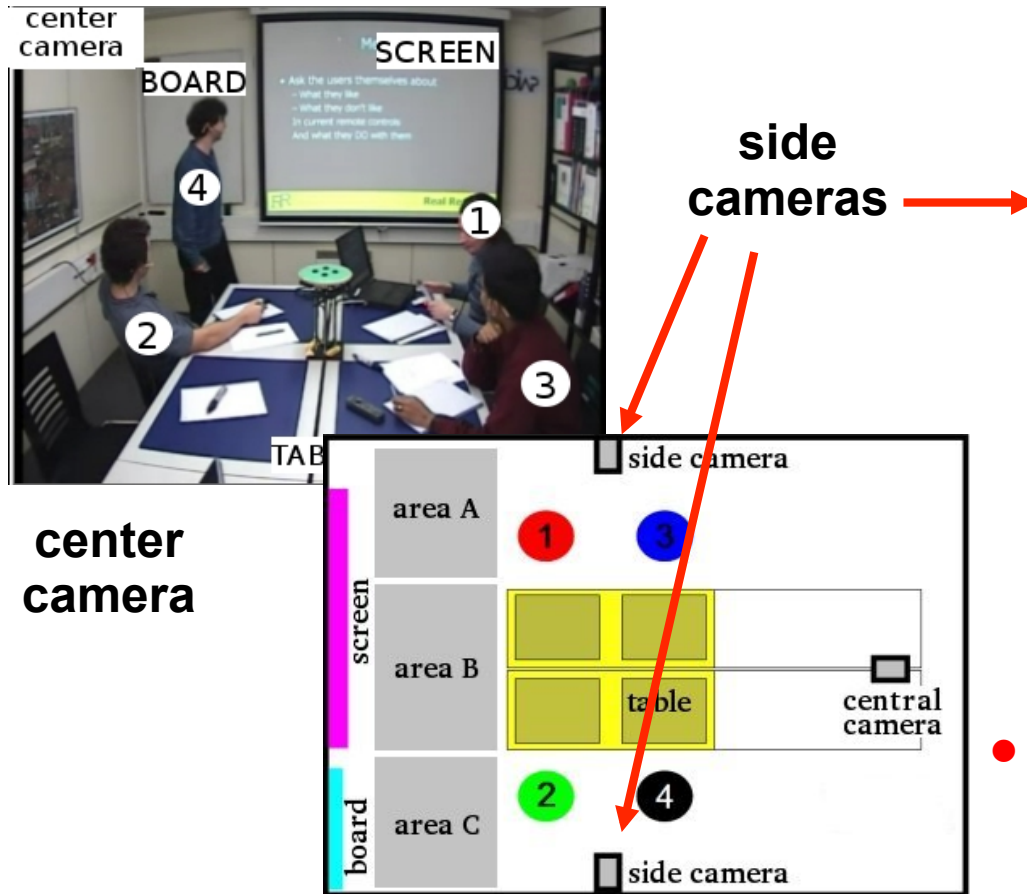 center
camera
BOARD
SCREEN
• Ask the users themselves about
– What they like
– What they don't like
In current remote controls
And what they DO with them
4
1
2
3
Real
TAB
side
cameras
center
camera
side camera
area A
1
3
screen
area B
table
central
camera
2
4
board
area C
side camera